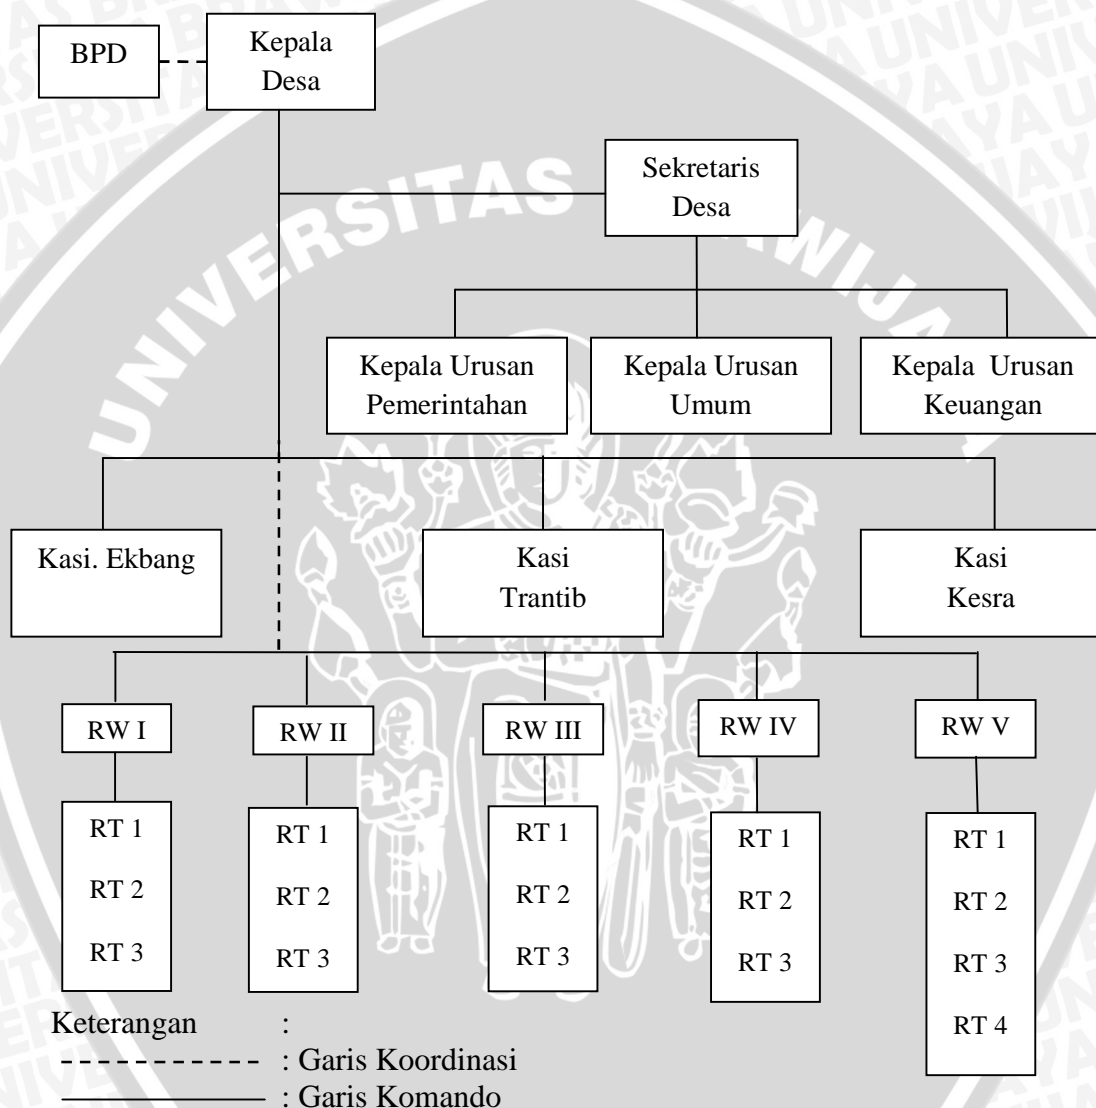 BPD
Kepala
Desa
Sekretaris
Desa
Kepala Urusan
Pemerintahan
Kepala Urusan
Umum
Kepala Urusan
Keuangan
Kasi. Ekbang
Kasi
Trantib
Kasi
Kesra
RW I
RW II
RW III
RW IV
RW V
RT 1
RT 2
RT 3
RT 1
RT 2
RT 3
RT 1
RT 2
RT 3
RT 1
RT 2
RT 3
RT 1
RT 2
RT 3
RT 4
Keterangan :
: Garis Koordinasi
: Garis Komando
UNIVERSITAS